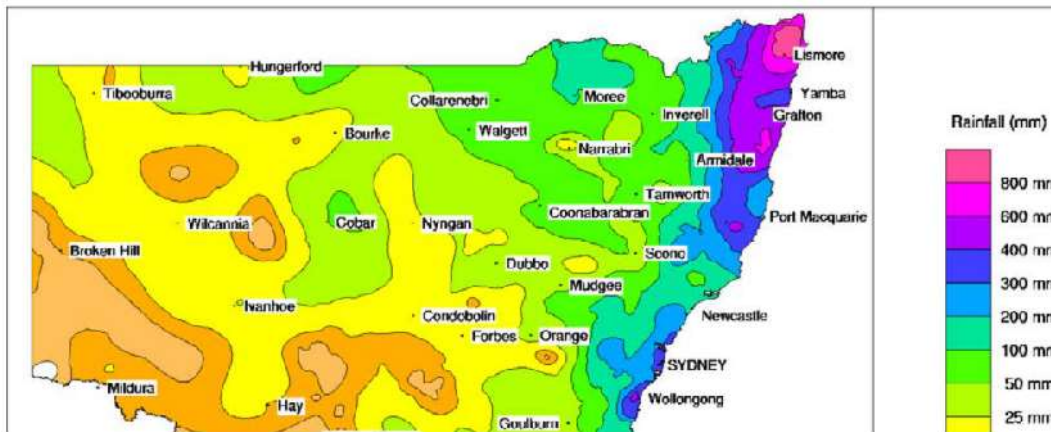 Hungerford
Tibooburra
Lismore
Collarenebri
Moree
Yamba
Inverell
Grafton
Rainfall (mm)
Bourke
Walgett
Narrabri
Armidale
800 mm
Tamworth
Coonabarabran
600 mm
Wilcannia
Cobar
Nyngan
Port Macquarie
400 mm
Broken Hill
Scone
Dubbo
300 mm
Mudgee
Ivanhoe
Condobolin
Newcastle
200 mm
Forbes
Orange
100 mm
SYDNEY
Mildura
50 mm
Hay
Wollongong
Goulburn
25 mm